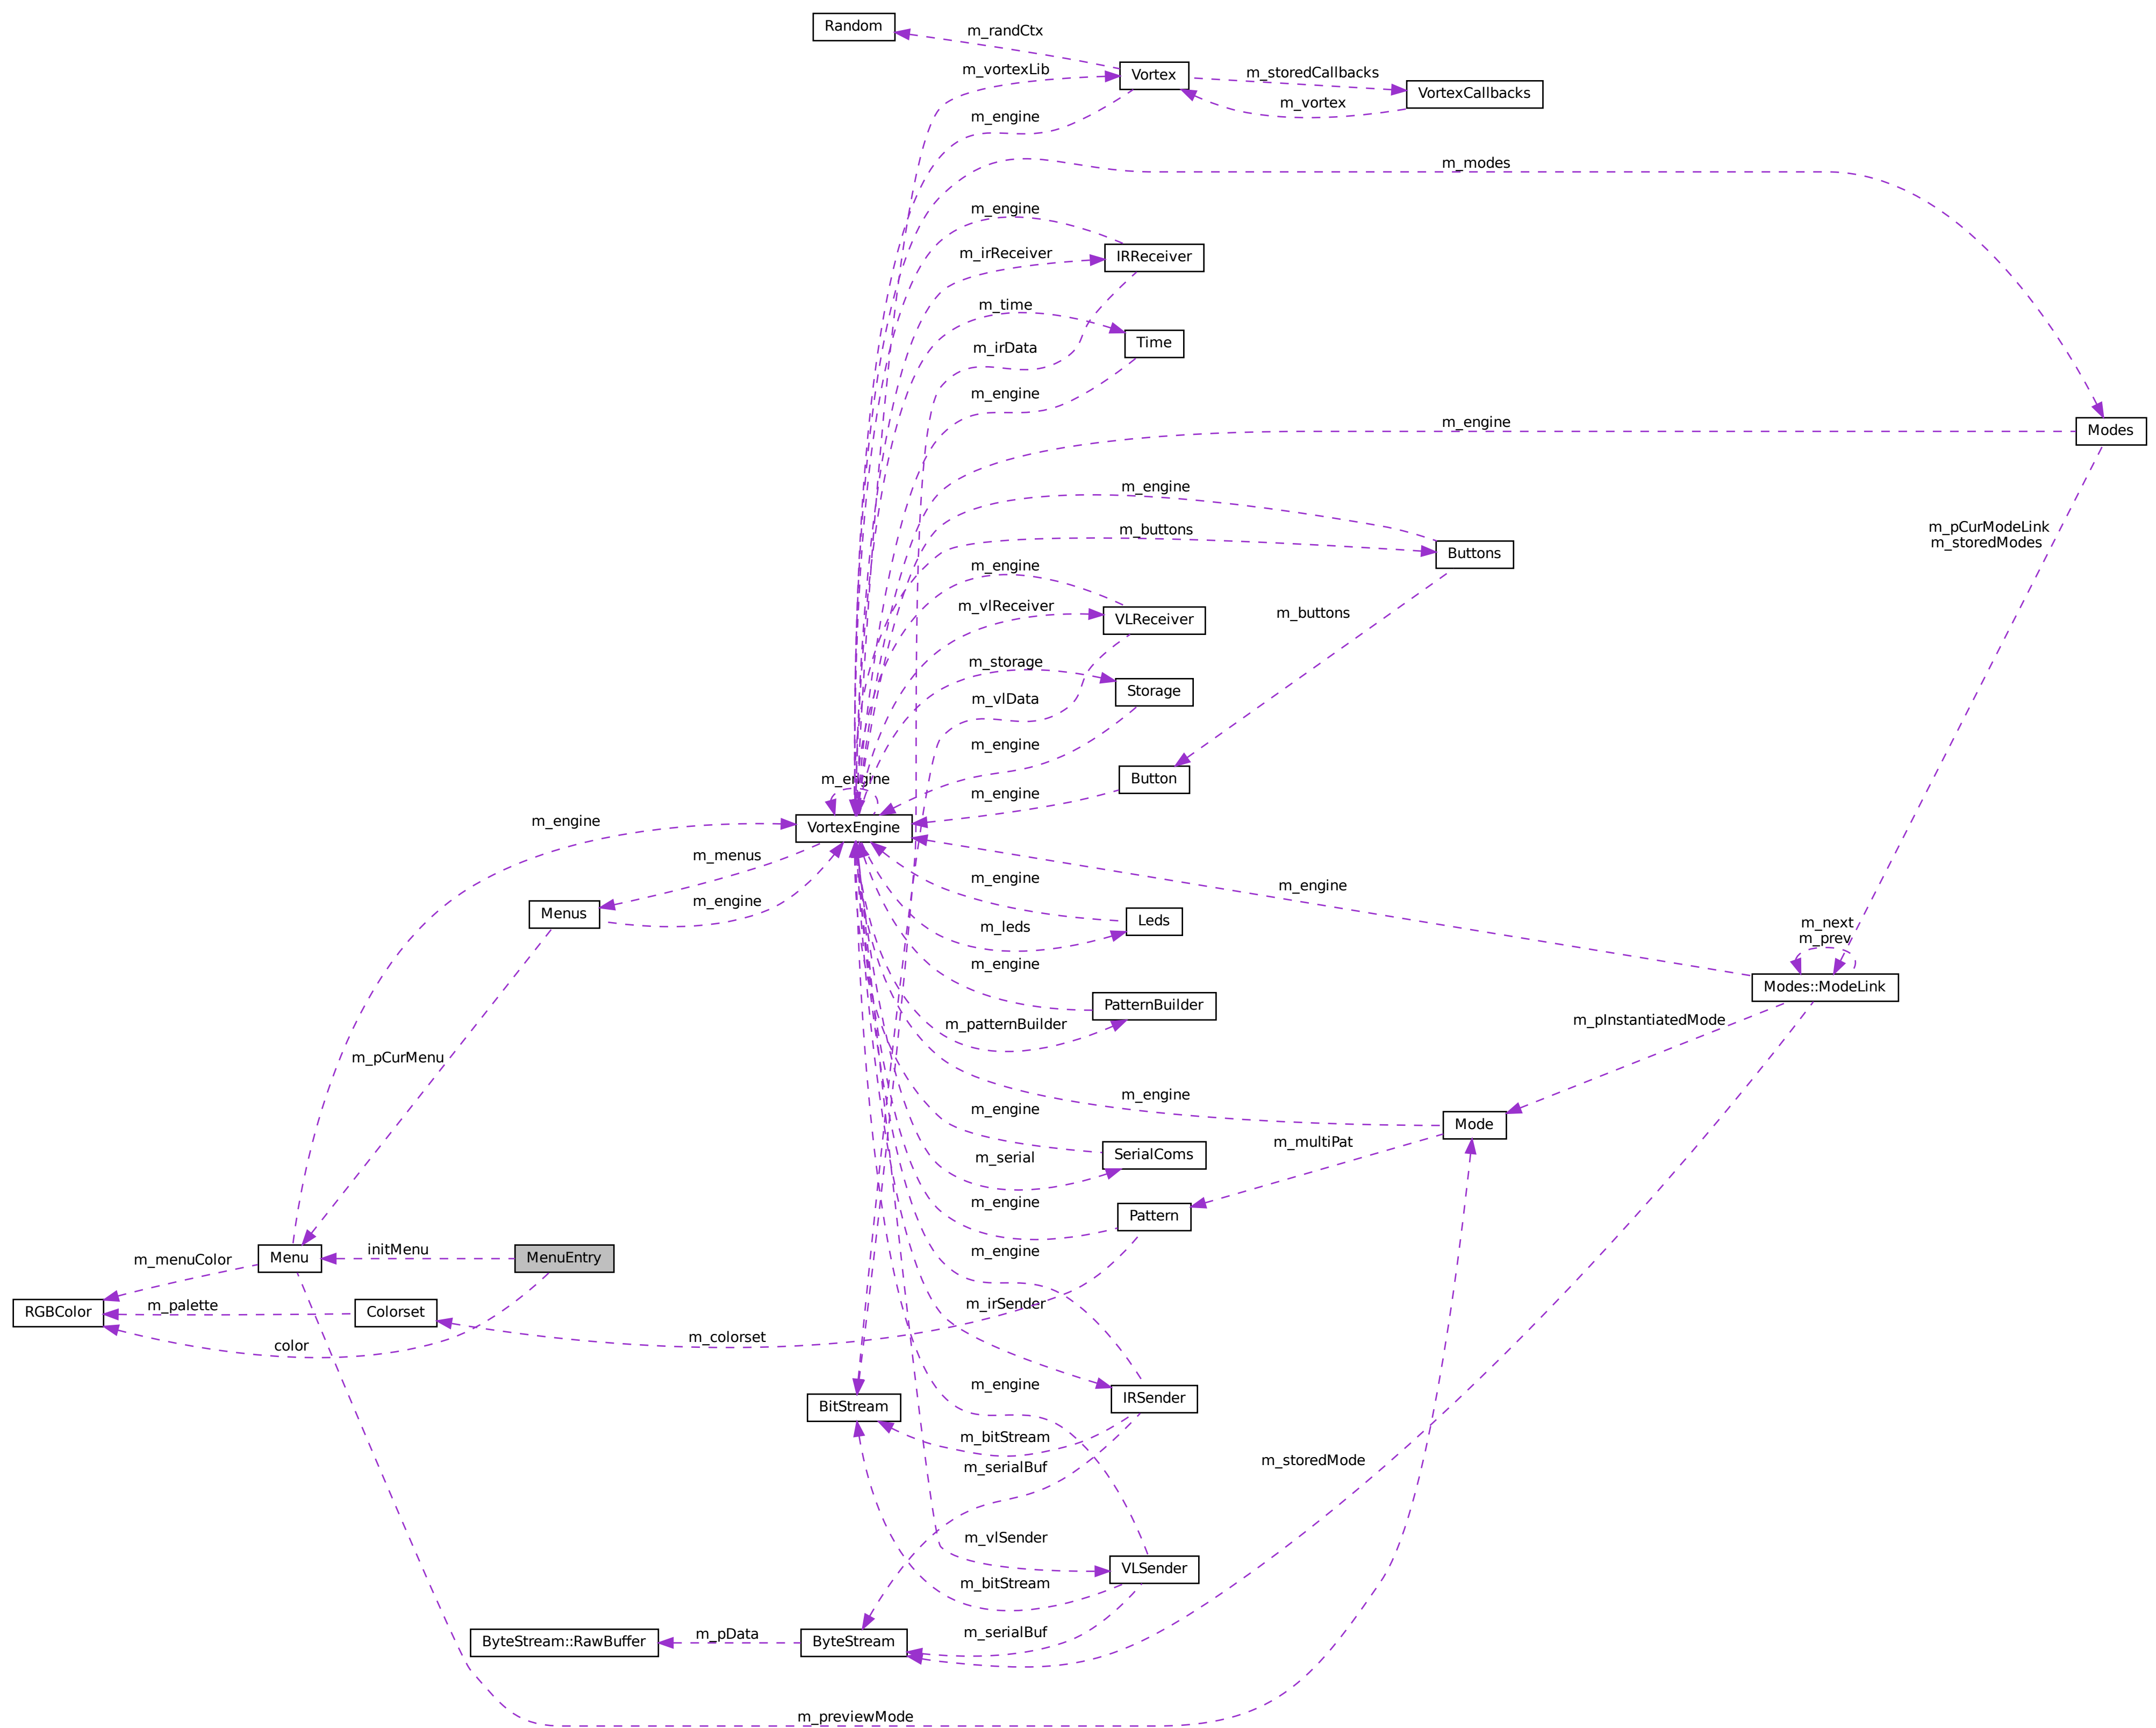 Random
m_randCtx
m_vortexLib
Vortex
m_storedCallbacks
VortexCallbacks
m_vortex
m_engine
m_modes
m_engine
m_irReceiver
IRReceiver
m_time
Time
m_irData
m_engine
m_engine
Modes
m_engine
m_buttons
Buttons
m_pCurModeLink
m_storedModes
m_engine
m_vlReceiver
VLReceiver
m_buttons
m_storage
Storage
m_vlData
m_engine
m_engine
Button
m_engine
m_engine
VortexEngine
m_menus
m_engine
m_engine
Menus
m_engine
Leds
m_leds
m_next
m_prev
m_engine
Modes::ModeLink
PatternBuilder
m_patternBuilder
m_pInstantiatedMode
m_pCurMenu
m_engine
m_engine
Mode
m_multiPat
SerialComs
m_serial
m_engine
Pattern
m_engine
Menu
initMenu
MenuEntry
m_menuColor
RGBColor
m_palette
Colorset
m_irSender
m_colorset
color
m_engine
IRSender
BitStream
m_bitStream
m_serialBuf
m_storedMode
m_vlSender
VLSender
m_bitStream
m_serialBuf
ByteStream::RawBuffer
m_pData
ByteStream
m_previewMode